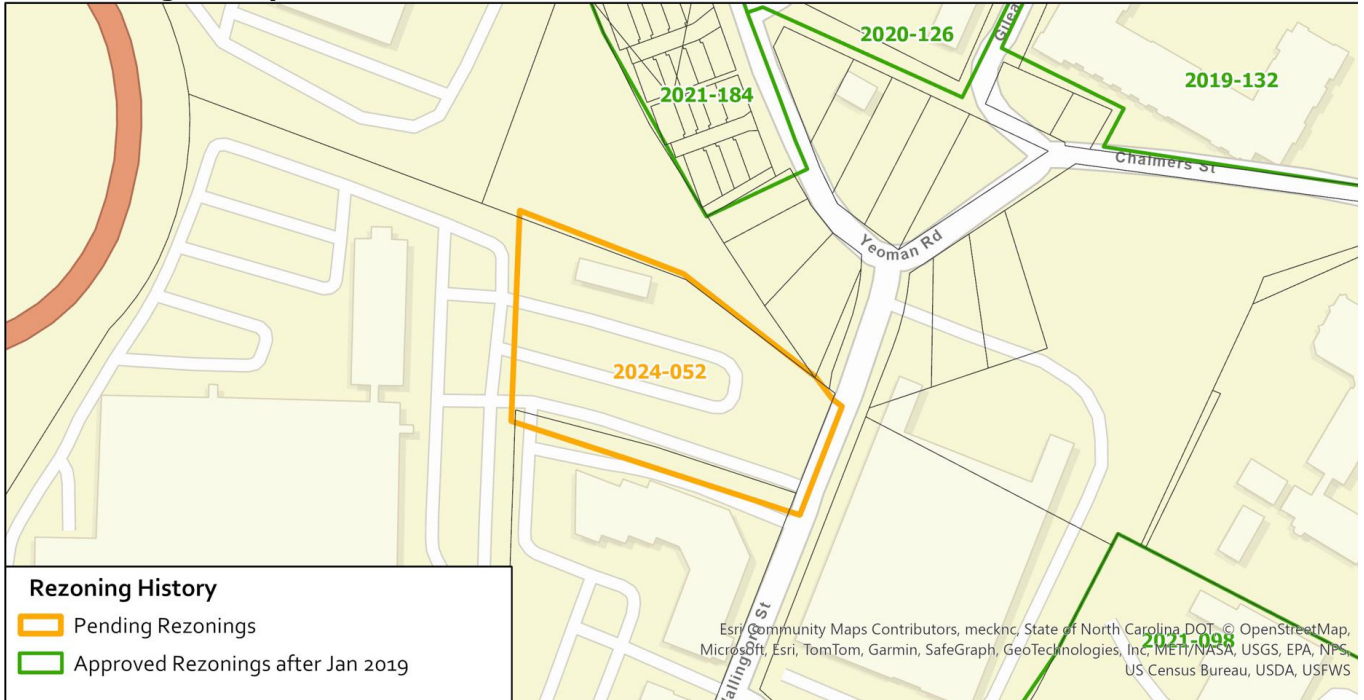 2020-126
2019-132
2021-184
Chalmers St
Yeoman Rd
2024-052
Rezoning History
Pending Rezonings
Approved Rezonings after Jan 2019
2021-098
Esri Community Maps Contributors, mecknc, State of North Carolina DOT, © OpenStreetMap,
Microsoft, Esri, TomTom, Garmin, SafeGraph, GeoTechnologies, Inc, METI/NASA, USGS, EPA, NPS,
US Census Bureau, USDA, USFWS